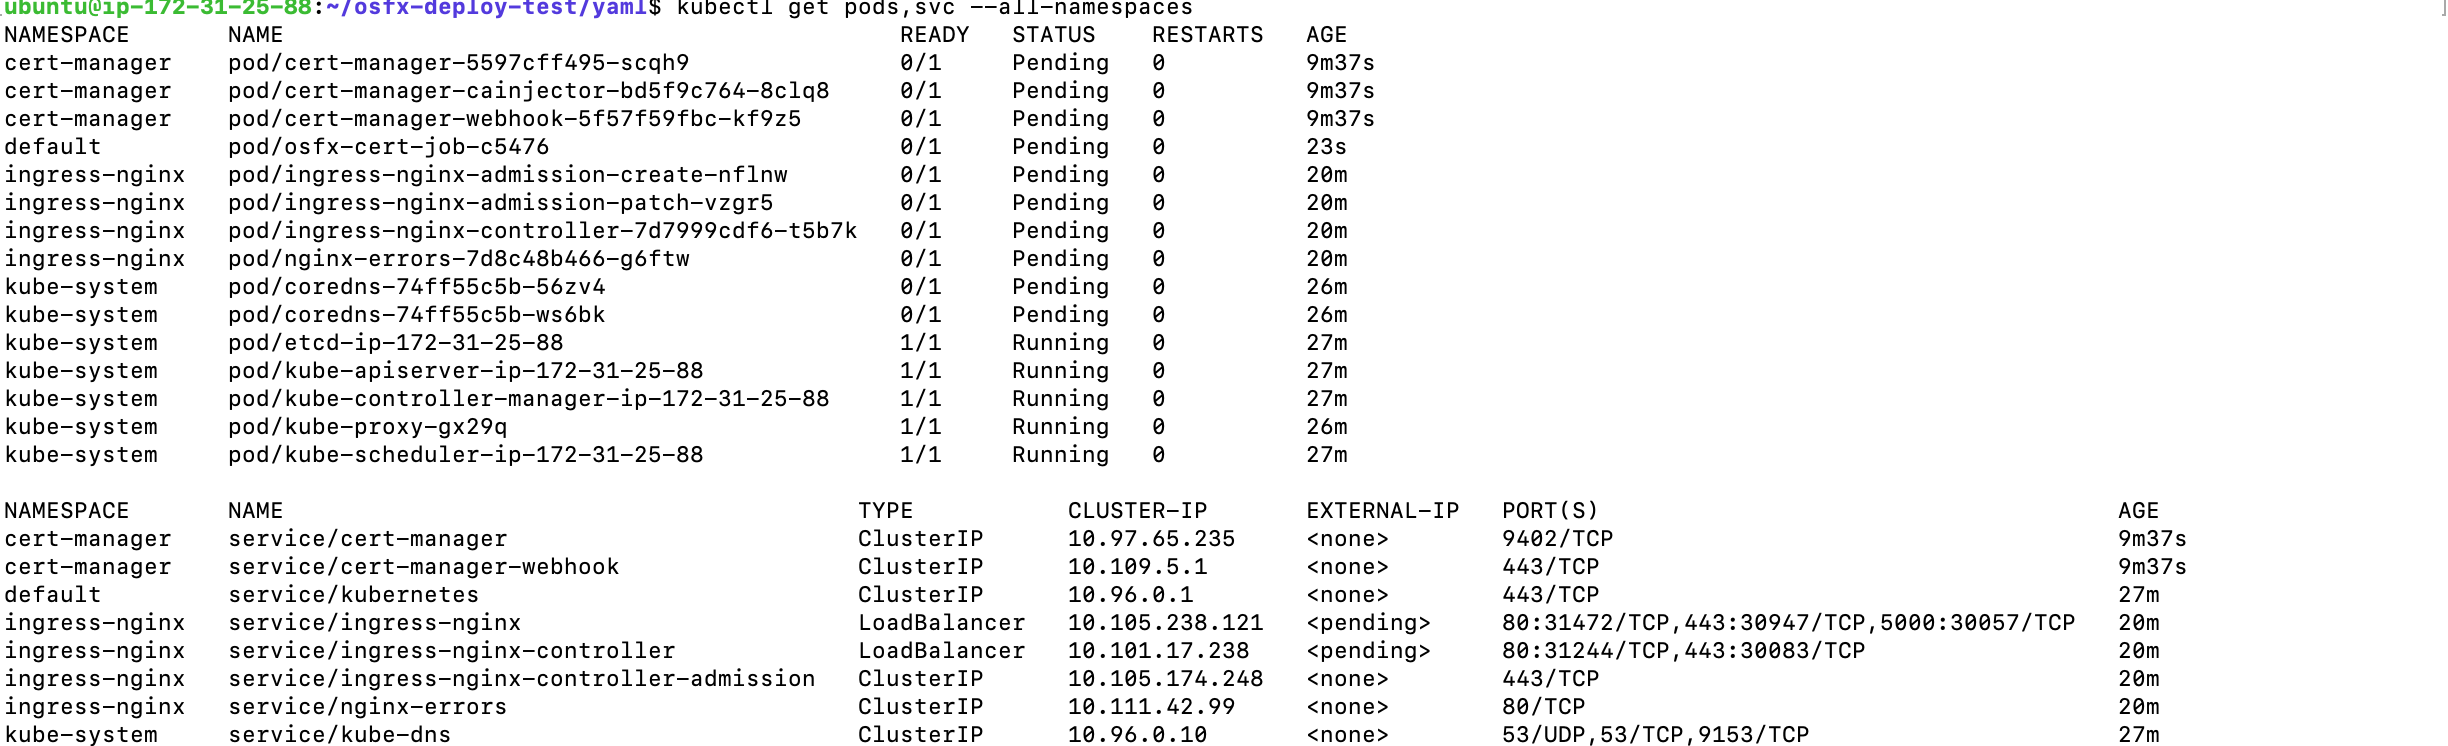 ubuntu@ip-172-31-25-88:~/osfx-deploy-test/yaml$ kubectl get pods,svc --all-namespaces
NAMESPACE NAME READY STATUS RESTARTS AGE
cert-manager pod/cert-manager-5597cff495-scqh9 0/1 Pending 0 9m37s
cert-manager pod/cert-manager-cainjector-bd5f9c764-8clq8 0/1 Pending 0 9m37s
cert-manager pod/cert-manager-webhook-5f57f59fbc-kf9z5 0/1 Pending 0 9m37s
default pod/osfx-cert-job-c5476 0/1 Pending 0 23s
ingress-nginx pod/ingress-nginx-admission-create-nflnw 0/1 Pending 0 20m
ingress-nginx pod/ingress-nginx-admission-patch-vzgr5 0/1 Pending 0 20m
ingress-nginx pod/ingress-nginx-controller-7d7999cdf6-t5b7k 0/1 Pending 0 20m
ingress-nginx pod/nginx-errors-7d8c48b466-g6ftw 0/1 Pending 0 20m
kube-system pod/coredns-74ff55c5b-56zv4 0/1 Pending 0 26m
kube-system pod/coredns-74ff55c5b-ws6bk 0/1 Pending 0 26m
kube-system pod/etcd-ip-172-31-25-88 1/1 Running 0 27m
kube-system pod/kube-apiserver-ip-172-31-25-88 1/1 Running 0 27m
kube-system pod/kube-controller-manager-ip-172-31-25-88 1/1 Running 0 27m
kube-system pod/kube-proxy-gx29q 1/1 Running 0 26m
kube-system pod/kube-scheduler-ip-172-31-25-88 1/1 Running 0 27m
NAMESPACE NAME TYPE CLUSTER-IP EXTERNAL-IP PORT(S) AGE
cert-manager service/cert-manager ClusterIP 10.97.65.235 <none> 9402/TCP 9m37s
cert-manager service/cert-manager-webhook ClusterIP 10.109.5.1 <none> 443/TCP 9m37s
default service/kubernetes ClusterIP 10.96.0.1 <none> 443/TCP 27m
ingress-nginx service/ingress-nginx LoadBalancer 10.105.238.121 <pending> 80:31472/TCP,443:30947/TCP,5000:30057/TCP 20m
ingress-nginx service/ingress-nginx-controller LoadBalancer 10.101.17.238 <pending> 80:31244/TCP,443:30083/TCP 20m
ingress-nginx service/ingress-nginx-controller-admission ClusterIP 10.105.174.248 <none> 443/TCP 20m
ingress-nginx service/nginx-errors ClusterIP 10.111.42.99 <none> 80/TCP 20m
kube-system service/kube-dns ClusterIP 10.96.0.10 <none> 53/UDP,53/TCP,9153/TCP 27m